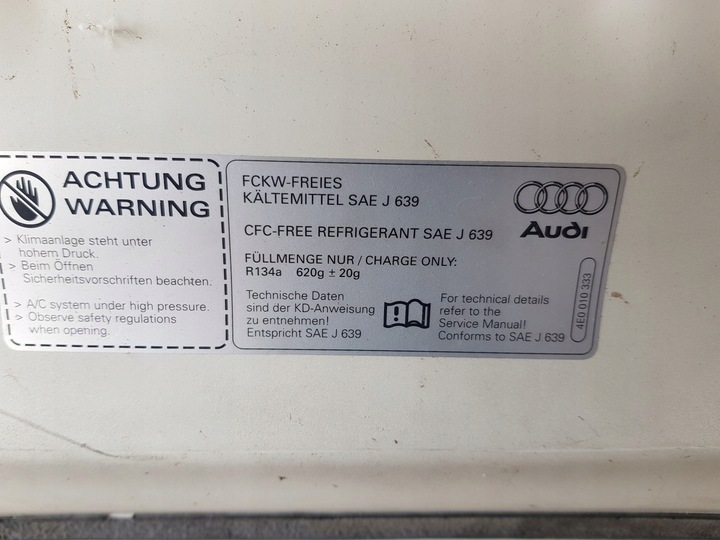 ACHTUNG
WARNING
> Klimaanlage steht unter
hohem Druck.
> Beim Öffnen
Sicherheitsvorschriften beachten.
> A/C system under high pressure.
> Observe safety regulations
when opening.
FCKW-FREIES
KÄLTEMITTEL SAE J 639
CFC-FREE REFRIGERANT SAE J 639
FÜLLMENGE NUR / CHARGE ONLY:
R134a 620g ± 20g
Technische Daten
sind der KD-Anweisung
zu entnehmen!
Entspricht SAE J 639
For technical details
refer to the
Service Manual!
Conforms to SAE J 639
Audi
4E0 010 333